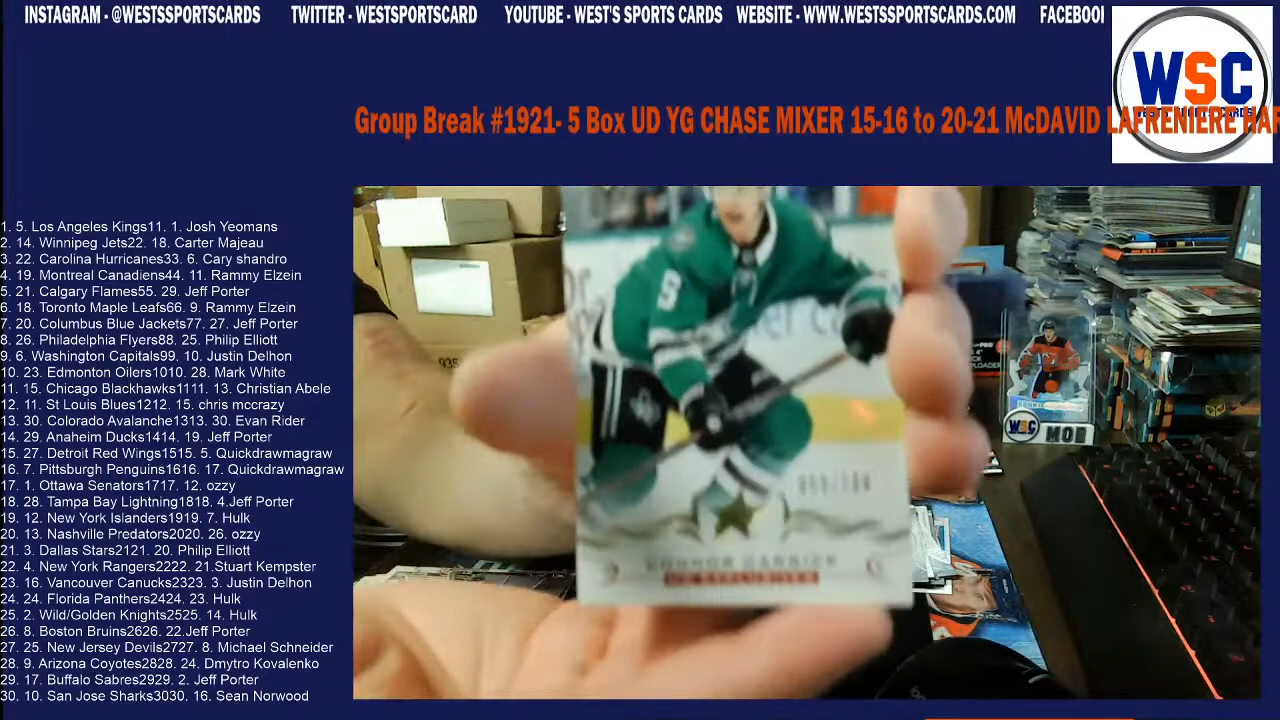 INSTAGRAM - @WESTSSPORTSCARDS TWITTER - WESTSPORTSCARD YOUTUBE - WEST'S SPORTS CARDS WEBSITE - WWW.WESTSSPORTSCARDS.COM FACEBOOK
WSC
Group Break #1921- 5 Box UD YG CHASE MIXER 15-16 to 20-21 McDAVID LAFRENIERE
1. 5. Los Angeles Kings11. 1. Josh Yeomans
2. 14. Winnipeg Jets22. 18. Carter Majeau
3. 22. Carolina Hurricanes33. 6. Cary shandro
4. 19. Montreal Canadiens44. 11. Rammy Elzein
5. 21. Calgary Flames55. 29. Jeff Porter
6. 18. Toronto Maple Leafs66. 9. Rammy Elzein
7. 20. Columbus Blue Jackets77. 27. Jeff Porter
8. 26. Philadelphia Flyers88. 25. Philip Elliott
9. 6. Washington Capitals99. 10. Justin Delhon
10. 23. Edmonton Oilers1010. 28. Mark White
11. 15. Chicago Blackhawks1111. 13. Christian Abele
12. 11. St Louis Blues1212. 15. chris mccrazy
13. 30. Colorado Avalanche1313. 30. Evan Rider
14. 29. Anaheim Ducks1414. 19. Jeff Porter
15. 27. Detroit Red Wings1515. 5. Quickdrawmagraw
16. 7. Pittsburgh Penguins1616. 17. Quickdrawmagraw
17. 1. Ottawa Senators1717. 12. ozzy
18. 28. Tampa Bay Lightning1818. 4.Jeff Porter
19. 12. New York Islanders1919. 7. Hulk
20. 13. Nashville Predators2020. 26. ozzy
21. 3. Dallas Stars2121. 20. Philip Elliott
22. 4. New York Rangers2222. 21.Stuart Kempster
23. 16. Vancouver Canucks2323. 3. Justin Delhon
24. 24. Florida Panthers2424. 23. Hulk
25. 2. Wild/Golden Knights2525. 14. Hulk
26. 8. Boston Bruins2626. 22.Jeff Porter
27. 25. New Jersey Devils2727. 8. Michael Schneider
28. 9. Arizona Coyotes2828. 24. Dmytro Kovalenko
29. 17. Buffalo Sabres2929. 2. Jeff Porter
30. 10. San Jose Sharks3030. 16. Sean Norwood
WSC MOE